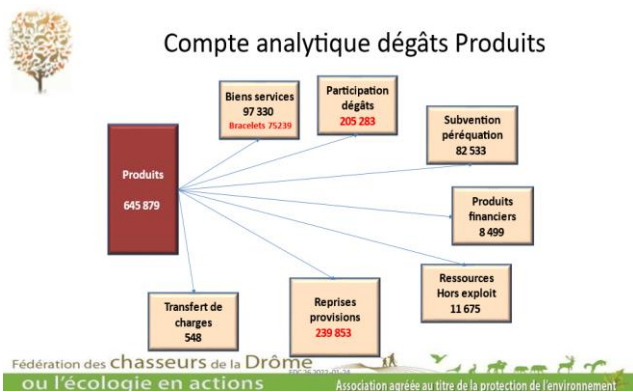 Compte analytique dégâts Produits
Biens services
97 330
Bracelets 75239
Participation
dégâts
205 283
Subvention
péréquation
82 533
Produits
645 879
Produits
financiers
8 499
Ressources
Hors exploit
11 675
Reprises
provisions
239 853
Transfert de
charges
548
Fédération des chasseurs de la Drôme
ou l'écologie en actions
Association agréée au titre de la protection de l'environnement